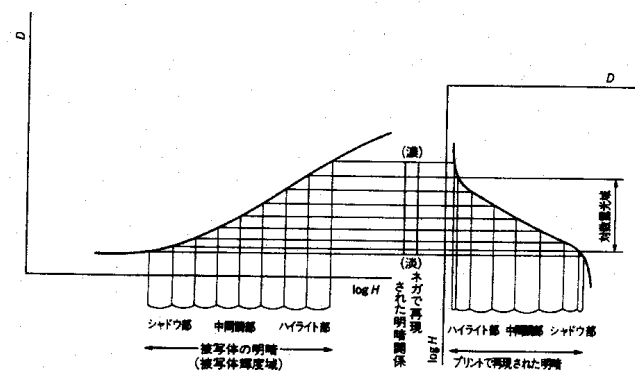 D
log H
シャドウ部
中間調部
ハイライト部
被写体の明暗
(被写体輝度域)
(濃)
(淡)
ネガで再現
された明暗関係
D
log H
対数露光域
ハイライト部
中間調部
シャドウ部
プリントで再現された明暗